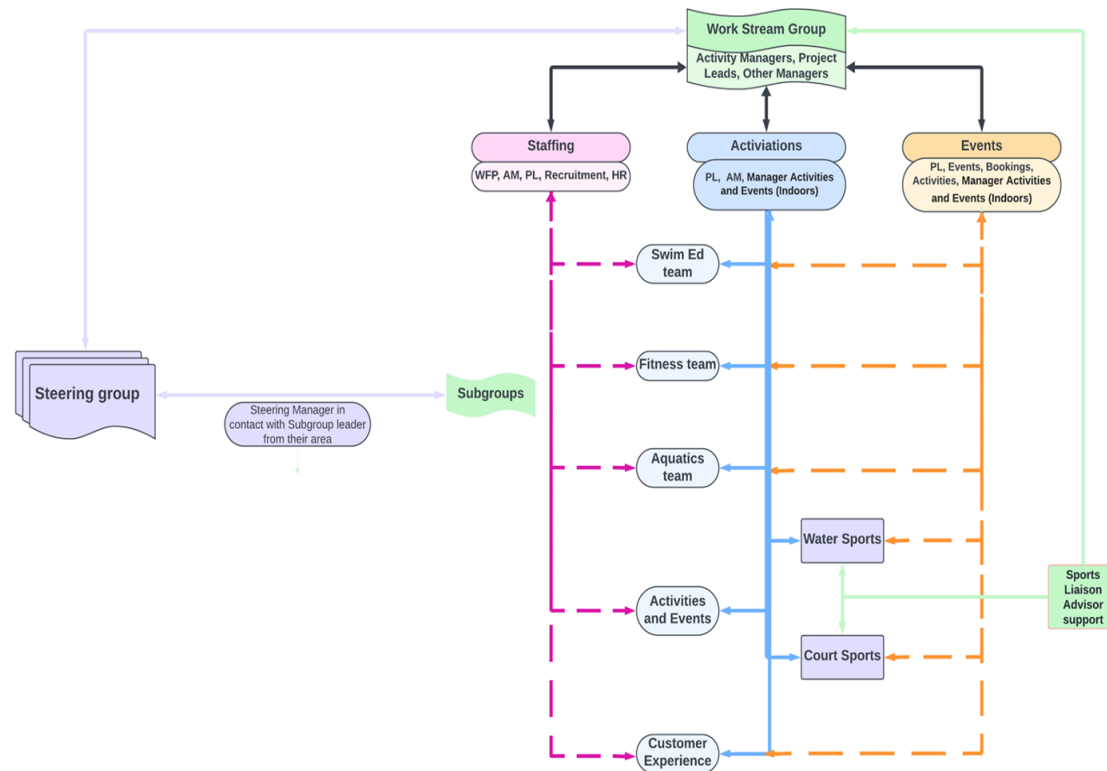 Work Stream Group
Activity Managers, Project
Leads, Other Managers
Staffing
WFP, AM, PL, Recruitment, HR
Activiations
PL, AM, Manager Activities
and Events (Indoors)
Events
PL, Events, Bookings,
Activities, Manager Activities
and Events (Indoors)
Swim Ed
team
Fitness team
Steering group
Subgroups
Steering Manager in
contact with Subgroup leader
from their area
Aquatics
team
Water Sports
Activities
and Events
Sports
Liaison
Advisor
support
Court Sports
Customer
Experience